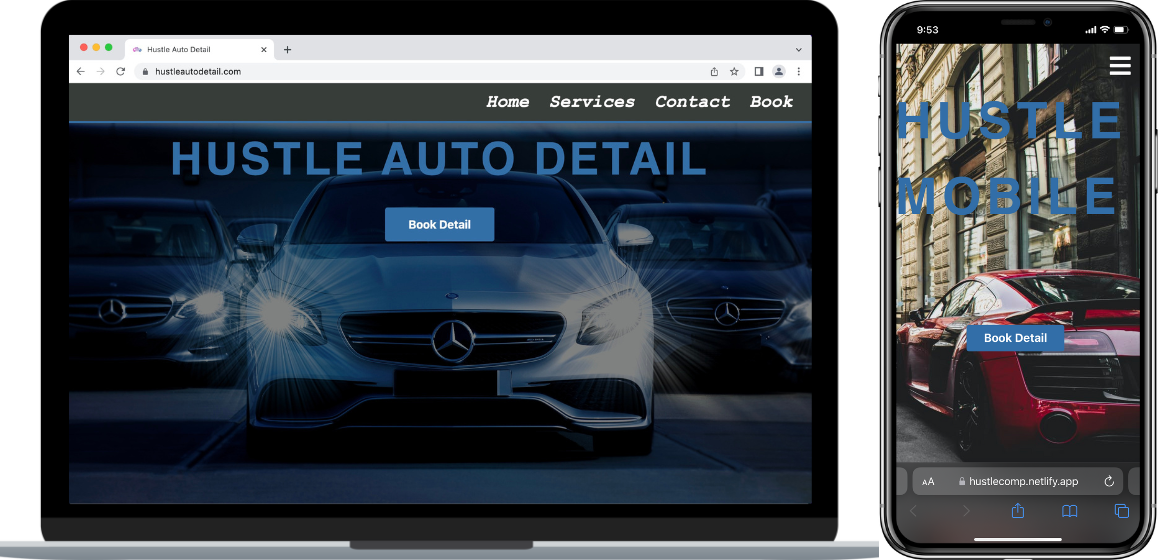 Hustle Auto Detail
hustleautodetail.com
Home Services Contact Book
HUSTLE AUTO DETAIL
Book Detail
9:53
HUSTLE
MOBILE
Book Detail
AA hustlecomp.netlify.app